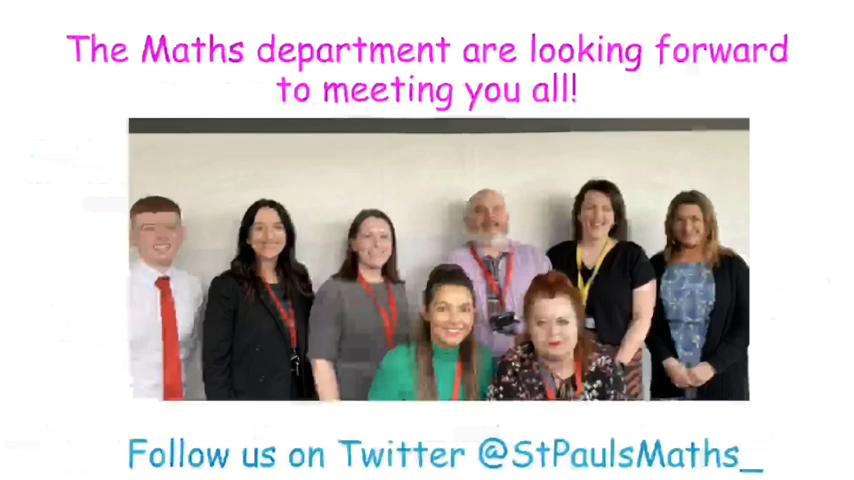 The Maths department are looking forward
to meeting you all!
Follow us on Twitter @StPaulsMaths_